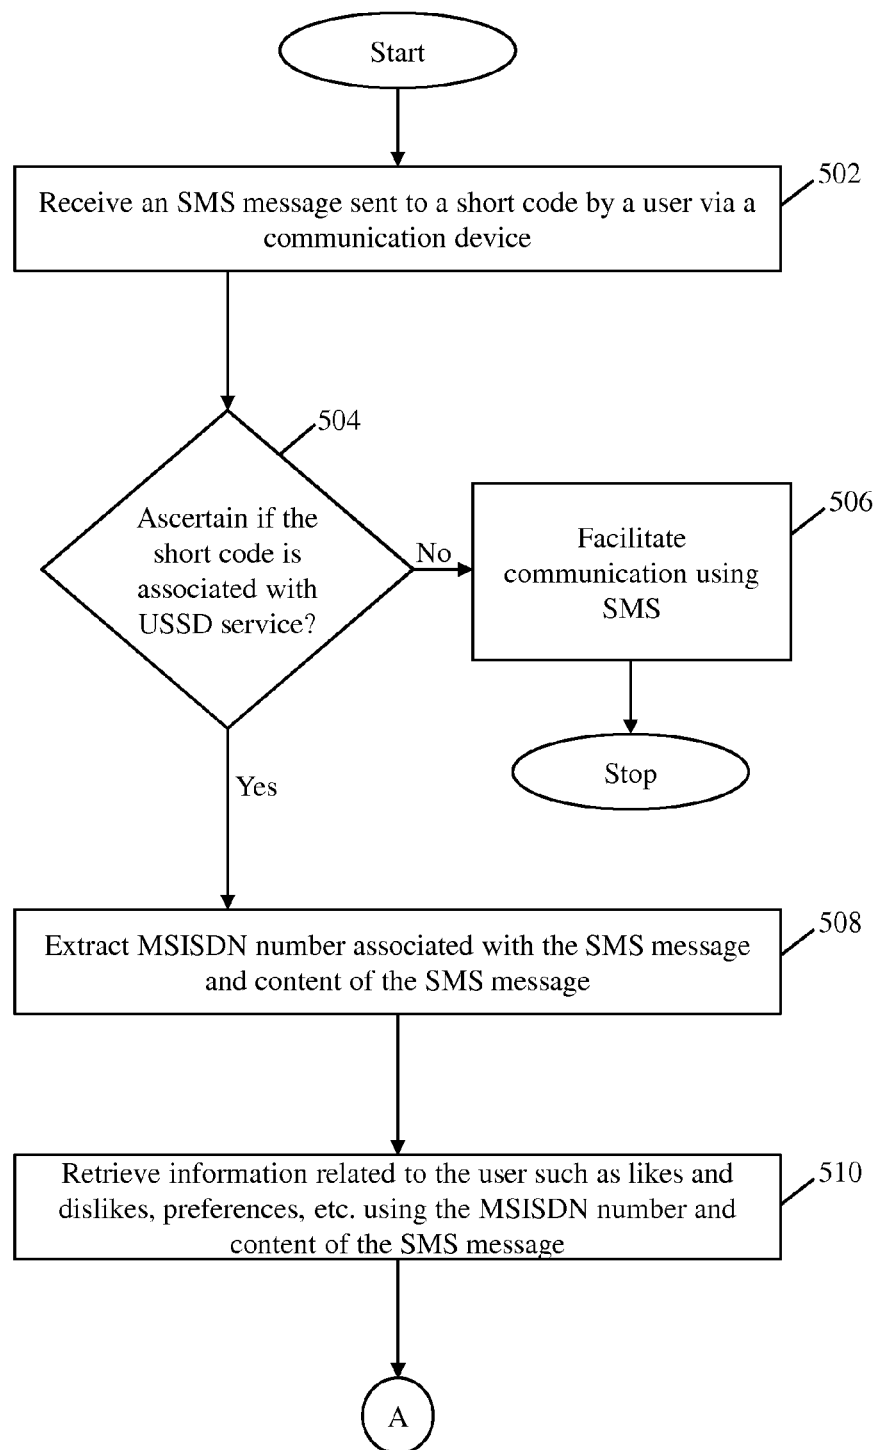 Start
502
Receive an SMS message sent to a short code by a user via a
communication device
504
Ascertain if the
short code is
associated with
USSD service?
No
506
Facilitate
communication using
SMS
Stop
Yes
508
Extract MSISDN number associated with the SMS message
and content of the SMS message
510
Retrieve information related to the user such as likes and
dislikes, preferences, etc. using the MSISDN number and
content of the SMS message
A